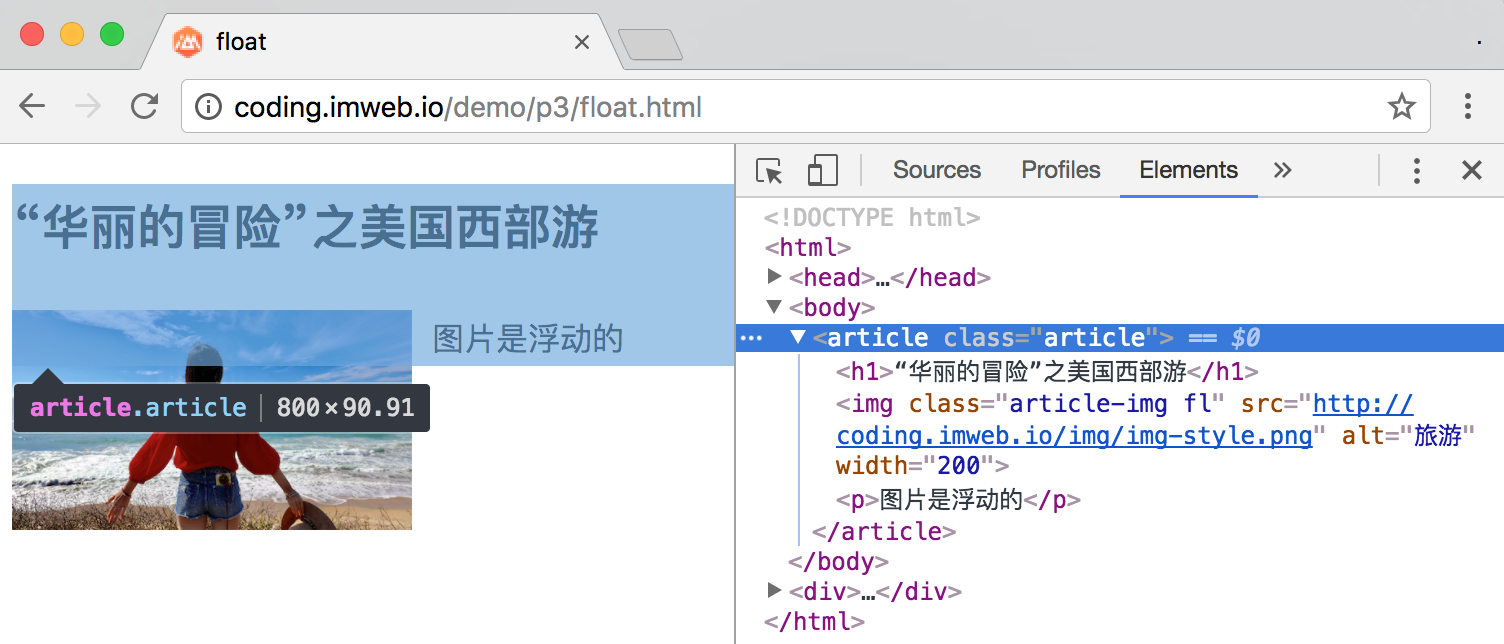 float
coding.imweb.io/demo/p3/float.html
“华丽的冒险”之美国西部游
图片是浮动的
article.article | 800×90.91
Sources Profiles Elements »
<!DOCTYPE html>
<html>
<head>…</head>
<body>
<article class="article"> == $0
<h1>“华丽的冒险”之美国西部游</h1>
<img class="article-img fl" src="http://
coding.imweb.io/img/img-style.png" alt="旅游"
width="200">
<p>图片是浮动的</p>
</article>
</body>
<div>…</div>
</html>